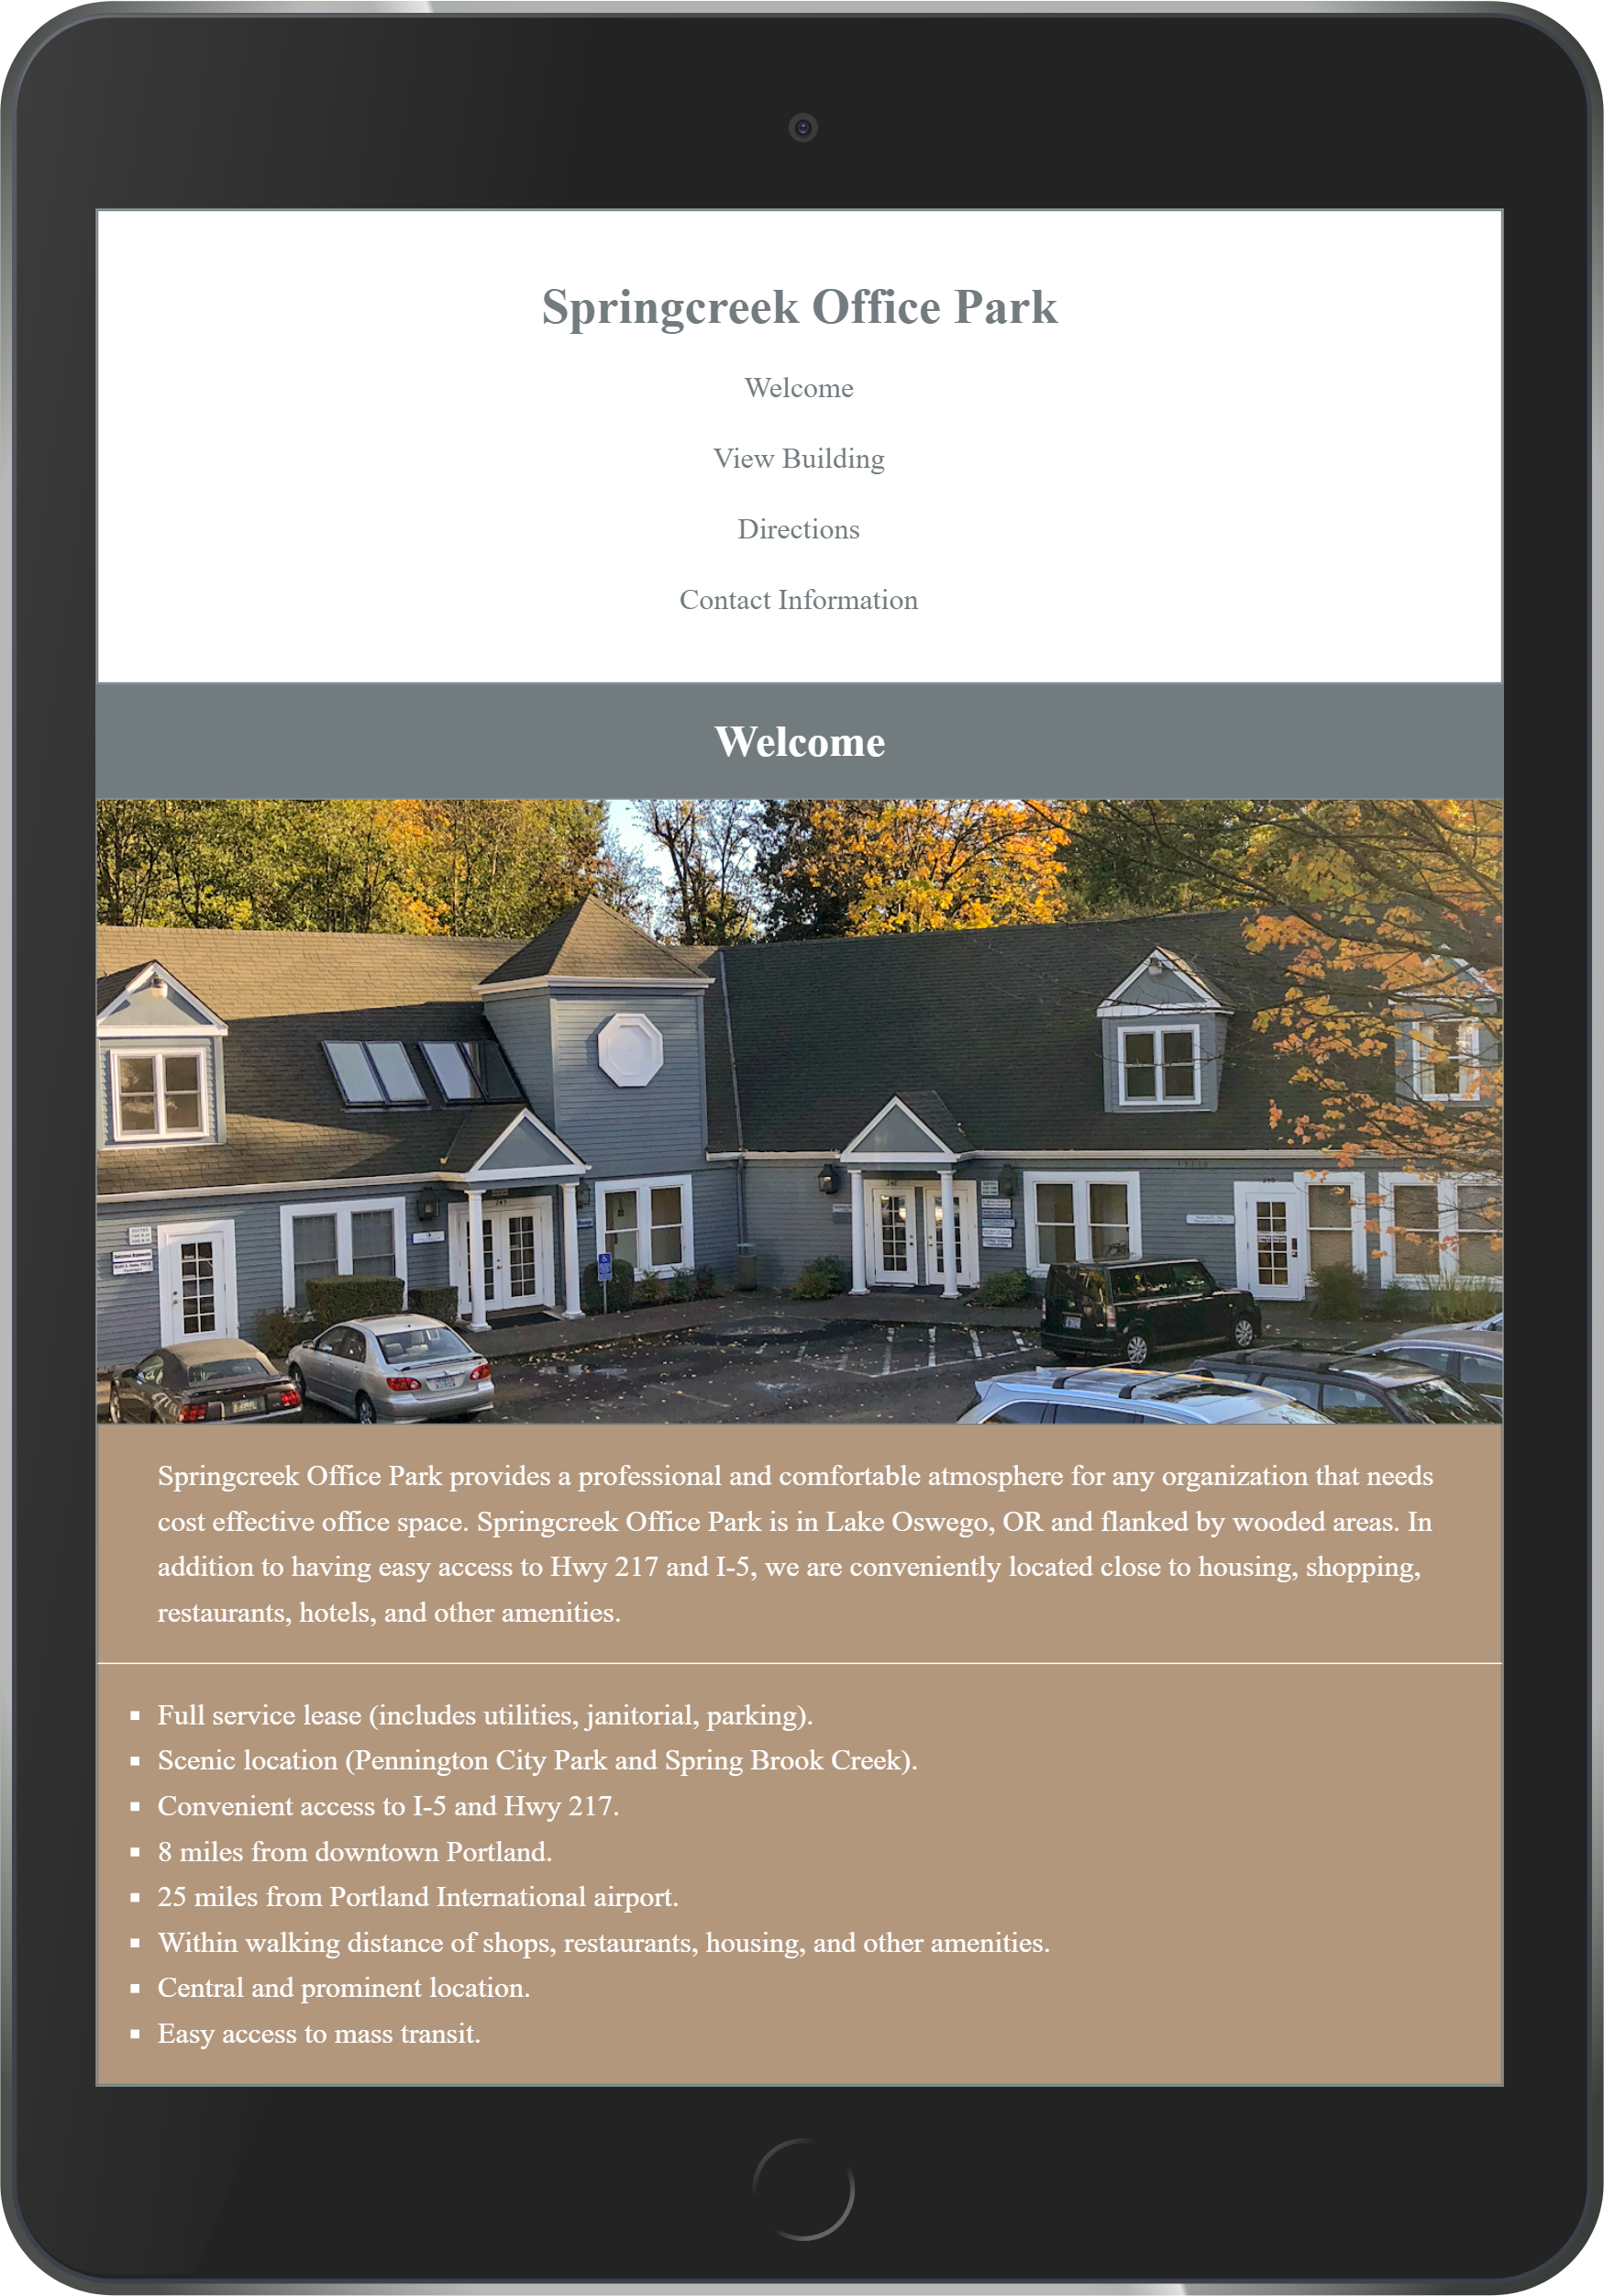 Springcreek Office Park
Welcome
View Building
Directions
Contact Information
Welcome
245
240
Springcreek Office Park provides a professional and comfortable atmosphere for any organization that needs
cost effective office space. Springcreek Office Park is in Lake Oswego, OR and flanked by wooded areas. In
addition to having easy access to Hwy 217 and I-5, we are conveniently located close to housing, shopping,
restaurants, hotels, and other amenities.
Full service lease (includes utilities, janitorial, parking).
Scenic location (Pennington City Park and Spring Brook Creek).
Convenient access to I-5 and Hwy 217.
8 miles from downtown Portland.
25 miles from Portland International airport.
Within walking distance of shops, restaurants, housing, and other amenities.
Central and prominent location.
Easy access to mass transit.